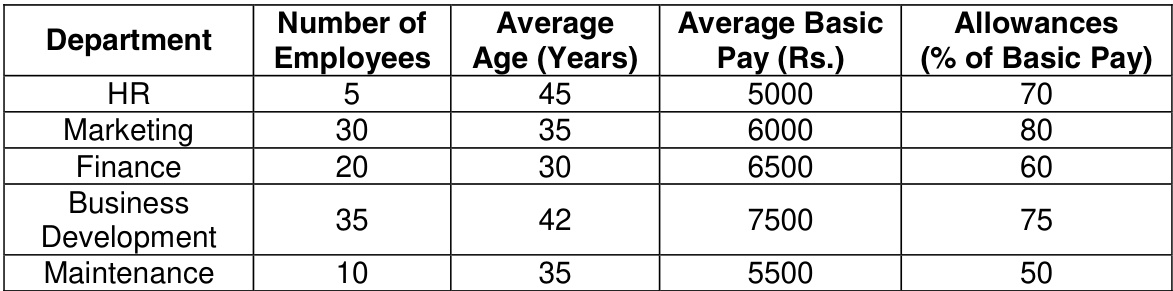 Department Number of Employees Average Age (Years) Average Basic Pay (Rs.) Allowances (% of Basic Pay)
HR 5 45 5000 70
Marketing 30 35 6000 80
Finance 20 30 6500 60
Business Development 35 42 7500 75
Maintenance 10 35 5500 50